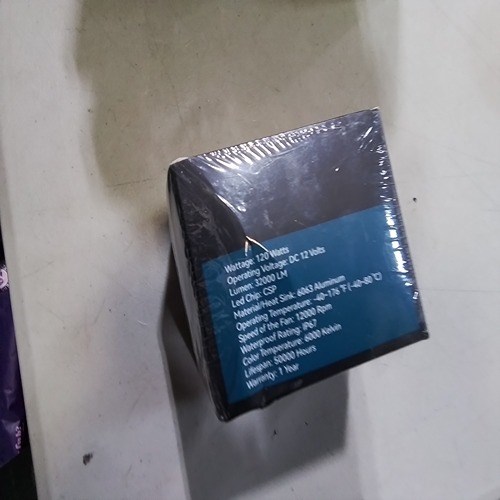 Wattage: 120 Watts
Operating Voltage: DC 12 Volts
Lumen: 32000 LM
Led Chip: CSP
Material/Heat Sink: 6063 Aluminum
Operating Temperature: -40~176 °F (-40~80 °C)
Speed of the Fan: 12000 Rpm
Waterproof Rating: IP67
Color Temperature: 6000 Kelvin
Lifespan: 50000 Hours
Warrinty: 1 Year